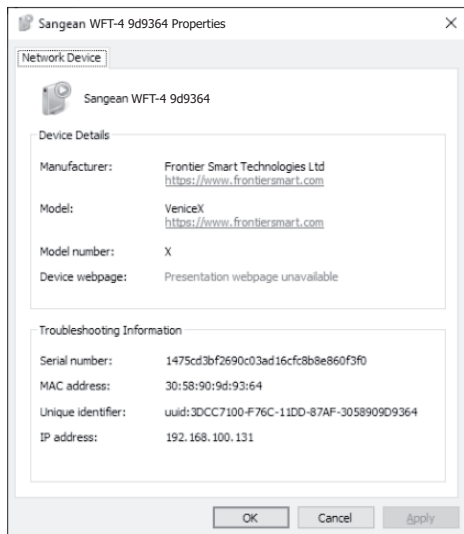 Sangean WFT-4 9d9364 Properties
Network Device
Sangean WFT-4 9d9364
Device Details
Manufacturer: Frontier Smart Technologies Ltd
https://www.frontiersmart.com
Model: VeniceX
https://www.frontiersmart.com
Model number: X
Device webpage: Presentation webpage unavailable
Troubleshooting Information
Serial number: 1475cd3bf2690c03ad16cfc8b8e860f3f0
MAC address: 30:58:90:9d:93:64
Unique identifier: uuid:3DCC7100-F76C-11DD-87AF-3058909D9364
IP address: 192.168.100.131
OK Cancel Apply